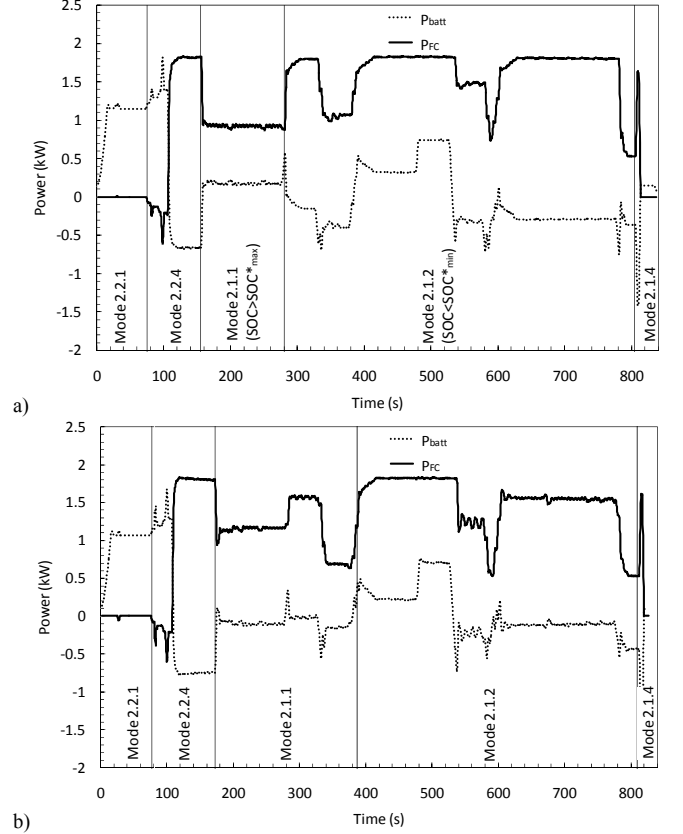 2.5
2
1.5
1
0.5
0
-0.5
-1
-1.5
-2
Power (kW)
P_batt
P_FC
Mode 2.2.1
Mode 2.2.4
Mode 2.1.1
(SOC>SOC*max)
Mode 2.1.2
(SOC<SOC*min)
Mode 2.1.4
0 100 200 300 400 500 600 700 800
Time (s)
a)
2.5
2
1.5
1
0.5
0
-0.5
-1
-1.5
-2
Power (kW)
P_batt
P_FC
Mode 2.2.1
Mode 2.2.4
Mode 2.1.1
Mode 2.1.2
Mode 2.1.4
0 100 200 300 400 500 600 700 800
Time (s)
b)